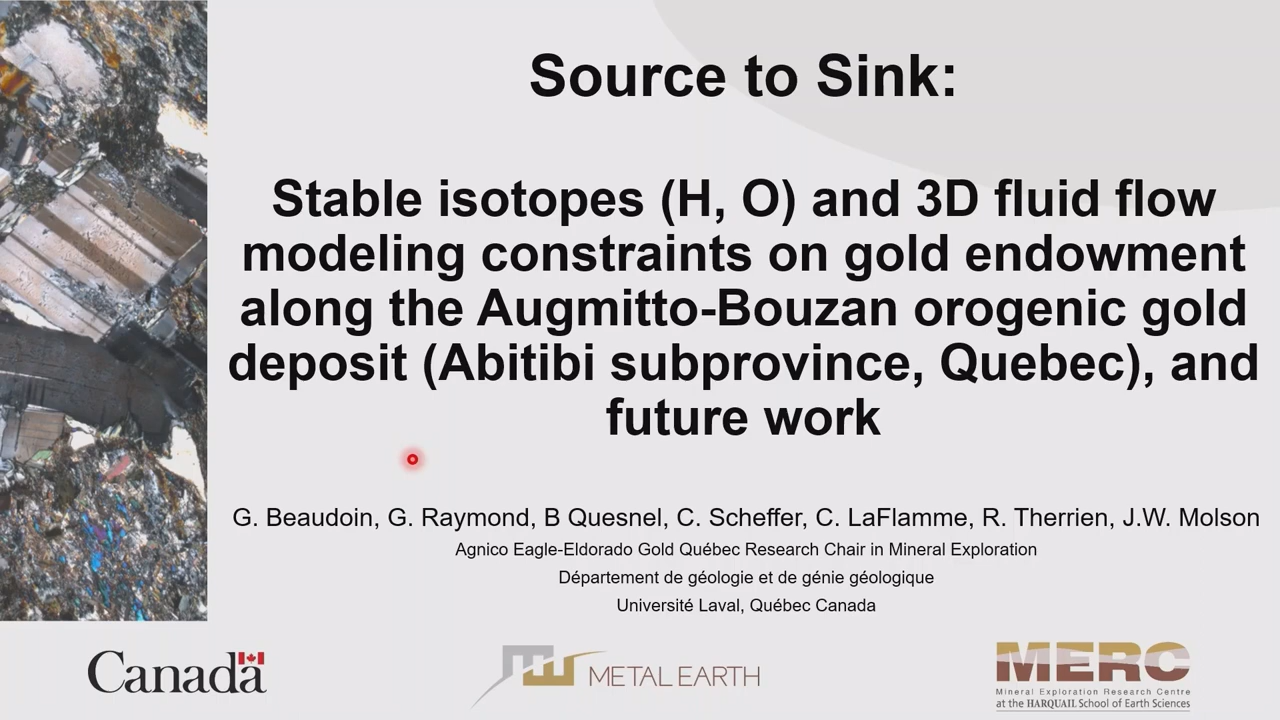 Source to Sink:
Stable isotopes (H, O) and 3D fluid flow
modeling constraints on gold endowment
along the Augmitto-Bouzan orogenic gold
deposit (Abitibi subprovince, Quebec), and
future work
G. Beaudoin, G. Raymond, B Quesnel, C. Scheffer, C. LaFlamme, R. Therrien, J.W. Molson
Agnico Eagle-Eldorado Gold Québec Research Chair in Mineral Exploration
Département de géologie et de génie géologique
Université Laval, Québec Canada
Canada
METAL EARTH
MERC
Mineral Exploration Research Centre
at the HARQUAIL School of Earth Sciences